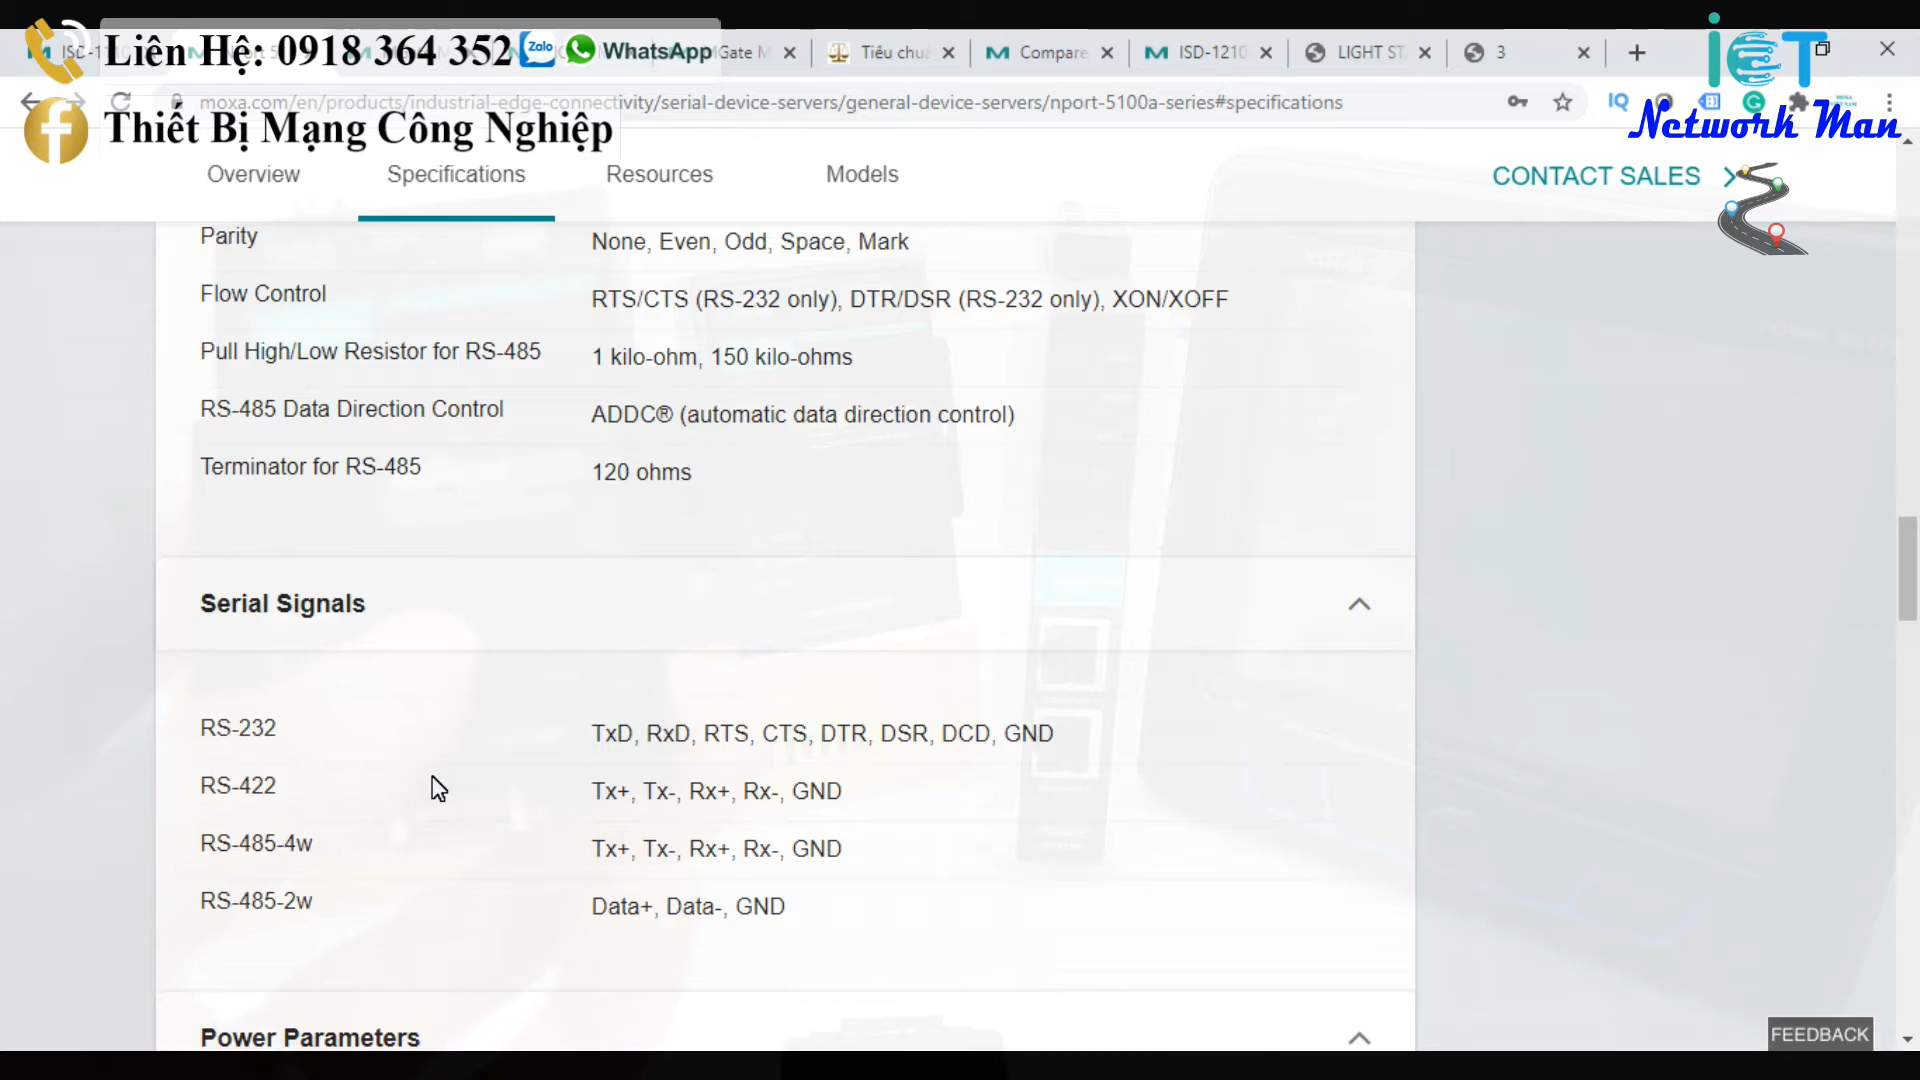 Liên Hệ: 0918 364 352 Zalo WhatsApp
MGate M
Tiêu chu
Compare
ISD-1210
LIGHT ST
3
moxa.com/en/products/industrial-edge-connectivity/serial-device-servers/general-device-servers/nport-5100a-series#specifications
IQ
IoT
Network Man
Thiết Bị Mạng Công Nghiệp
Overview
Specifications
Resources
Models
CONTACT SALES
Parity
None, Even, Odd, Space, Mark
Flow Control
RTS/CTS (RS-232 only), DTR/DSR (RS-232 only), XON/XOFF
Pull High/Low Resistor for RS-485
1 kilo-ohm, 150 kilo-ohms
RS-485 Data Direction Control
ADDC® (automatic data direction control)
Terminator for RS-485
120 ohms
Serial Signals
RS-232
TxD, RxD, RTS, CTS, DTR, DSR, DCD, GND
RS-422
Tx+, Tx-, Rx+, Rx-, GND
RS-485-4w
Tx+, Tx-, Rx+, Rx-, GND
RS-485-2w
Data+, Data-, GND
Power Parameters
FEEDBACK